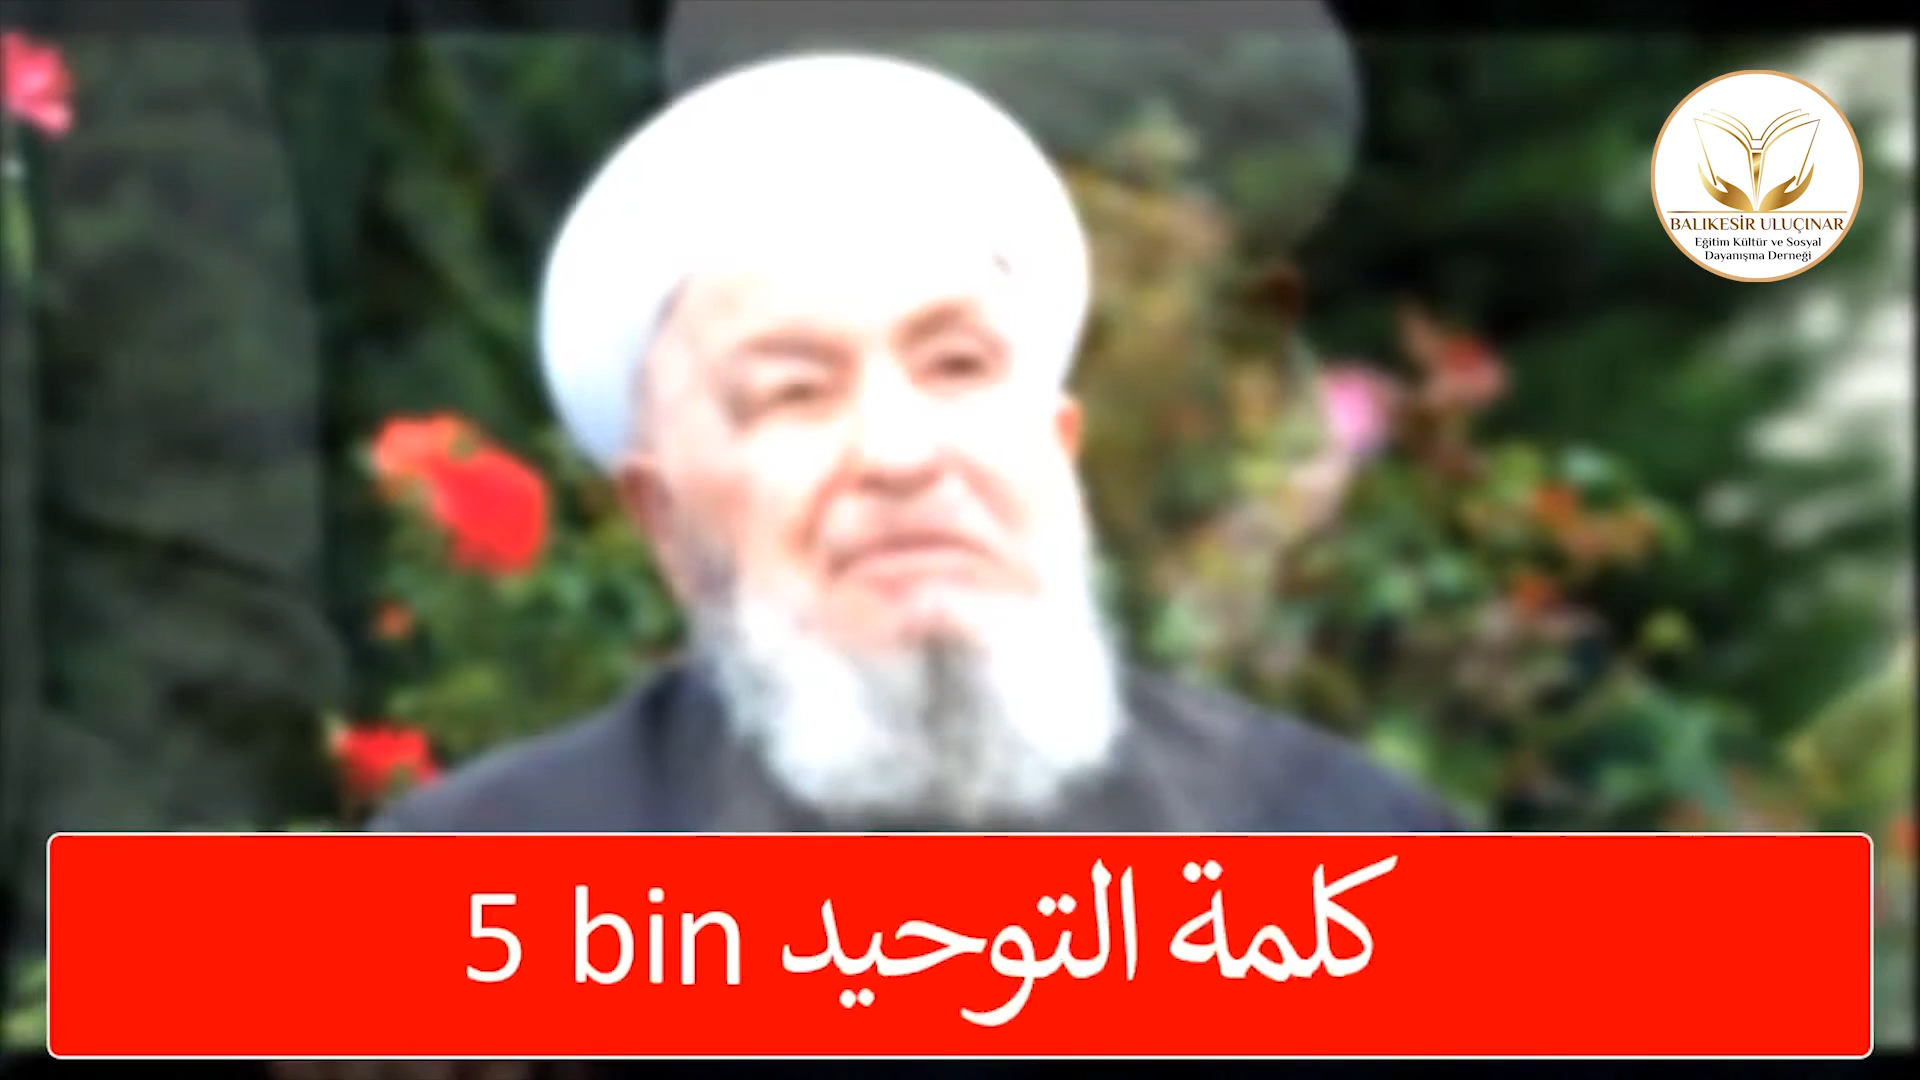 BALIKESİR ULUÇINAR
Eğitim Kültür ve Sosyal
Dayanışma Derneği
كلمة التوحيد 5 bin